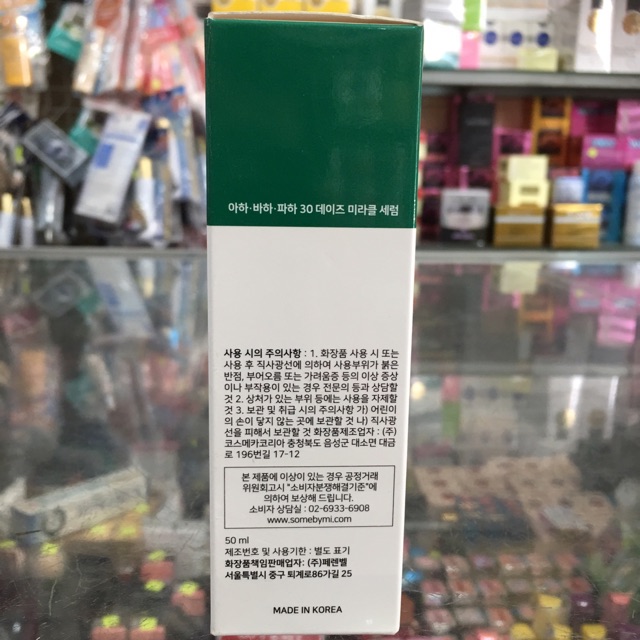 아하·바하·파하 30 데이즈 미라클 세럼
사용 시의 주의사항 : 1. 화장품 사용 시 또는
사용 후 직사광선에 의하여 사용부위가 붉은
반점, 부어오름 또는 가려움증 등의 이상 증상
이나 부작용이 있는 경우 전문의 등과 상담할
것 2. 상처가 있는 부위 등에는 사용을 자제할
것 3. 보관 및 취급 시의 주의사항 가) 어린이
의 손이 닿지 않는 곳에 보관할 것 나) 직사광
선을 피해서 보관할 것 화장품제조업자 : (주)
코스메카코리아 충청북도 음성군 대소면 대금
로 196번길 17-12
본 제품에 이상이 있는 경우 공정거래
위원회고시 "소비자분쟁해결기준"에
의하여 보상해 드립니다.
소비자 상담실 : 02-6933-6908
www.somebymi.com
50 ml
제조번호 및 사용기한 : 별도 표기
화장품책임판매업자 : (주)페렌벨
서울특별시 중구 퇴계로86가길 25
MADE IN KOREA